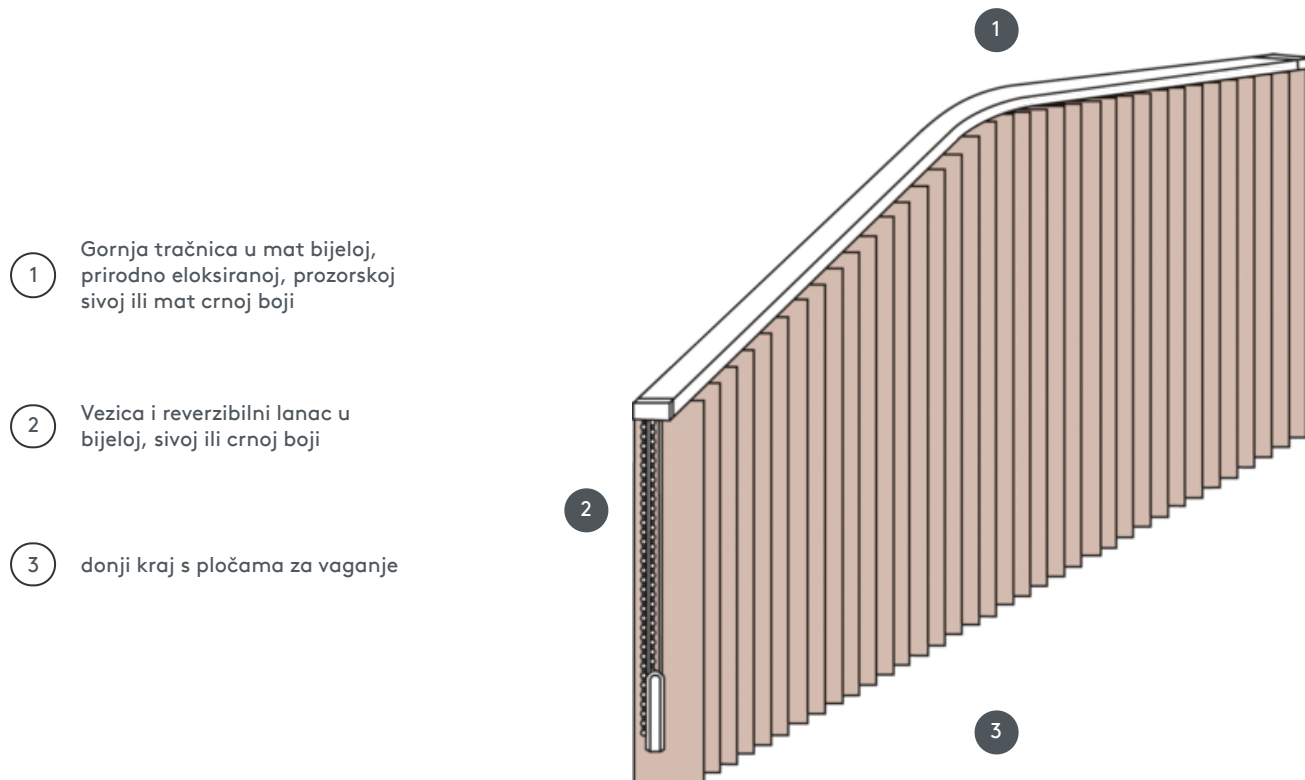 1
Gornja tračnica u mat bijeloj,
prirodno eloksiranoj, prozorskoj
sivoj ili mat crnoj boji
2
Vezica i reverzibilni lanac u
bijeloj, sivoj ili crnoj boji
3
donji kraj s pločama za vaganje
1
2
3